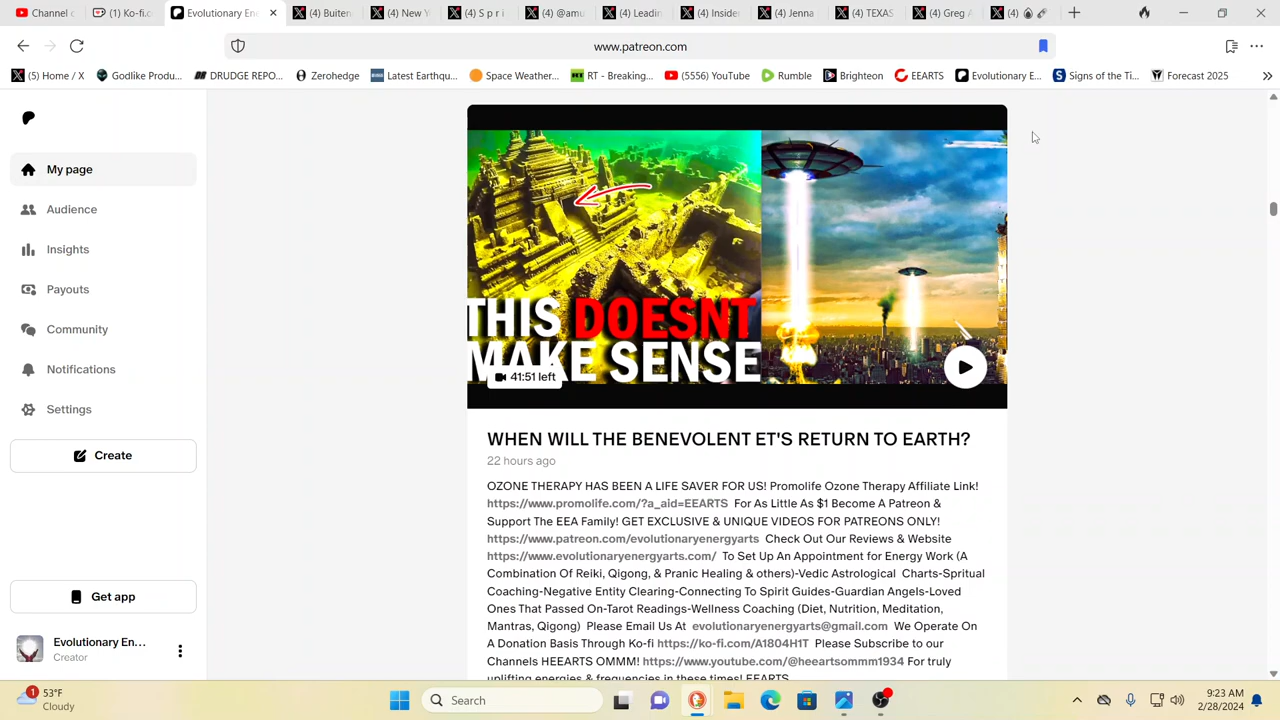 Channel c
(1) Ko-fi.c
Evolutionary Er
(4) Buiten
(4) New Y
(4) S p r i
(4) @amu
(4) Leadin
(4) Ireden
(4) Jenna
(4) TEXAS
(4) Greg A
(4)
www.patreon.com
(5) Home / X
Godlike Produ...
DRUDGE REPO...
Zerohedge
Latest Earthqu...
Space Weather...
RT - Breaking...
(5556) YouTube
Rumble
Brighteon
EEARTS
Evolutionary E...
Signs of the Ti...
Forecast 2025
My page
Audience
Insights
Payouts
Community
Notifications
Settings
Create
Get app
Evolutionary En...
Creator
THIS DOESNT
MAKE SENSE
41:51 left
WHEN WILL THE BENEVOLENT ET'S RETURN TO EARTH?
22 hours ago
OZONE THERAPY HAS BEEN A LIFE SAVER FOR US! Promolife Ozone Therapy Affiliate Link!
https://www.promolife.com/?a_aid=EEARTS For As Little As $1 Become A Patreon &
Support The EEA Family! GET EXCLUSIVE & UNIQUE VIDEOS FOR PATREONS ONLY!
https://www.patreon.com/evolutionaryenergyarts Check Out Our Reviews & Website
https://www.evolutionaryenergyarts.com/ To Set Up An Appointment for Energy Work (A
Combination Of Reiki, Qigong, & Pranic Healing & others)-Vedic Astrological Charts-Spritual
Coaching-Negative Entity Clearing-Connecting To Spirit Guides-Guardian Angels-Loved
Ones That Passed On-Tarot Readings-Wellness Coaching (Diet, Nutrition, Meditation,
Mantras, Qigong) Please Email Us At evolutionaryenergyarts@gmail.com We Operate On
A Donation Basis Through Ko-fi https://ko-fi.com/A1804H1T Please Subscribe to our
Channels HEEARTS OMMM! https://www.youtube.com/@heeartsommm1934 For truly
uplifting energies & frequencies in these times! EEARTS
1
53°F
Cloudy
Search
9:23 AM
2/28/2024